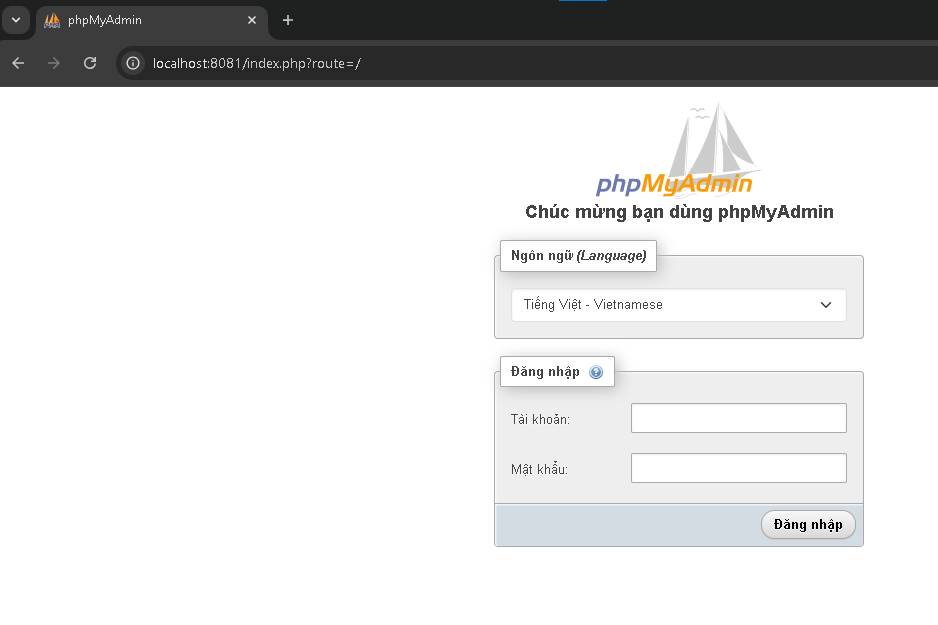 phpMyAdmin
localhost:8081/index.php?route=/
phpMyAdmin
Chúc mừng bạn dùng phpMyAdmin
Ngôn ngữ (Language)
Tiếng Việt - Vietnamese
Đăng nhập
Tài khoản:
Mật khẩu:
Đăng nhập